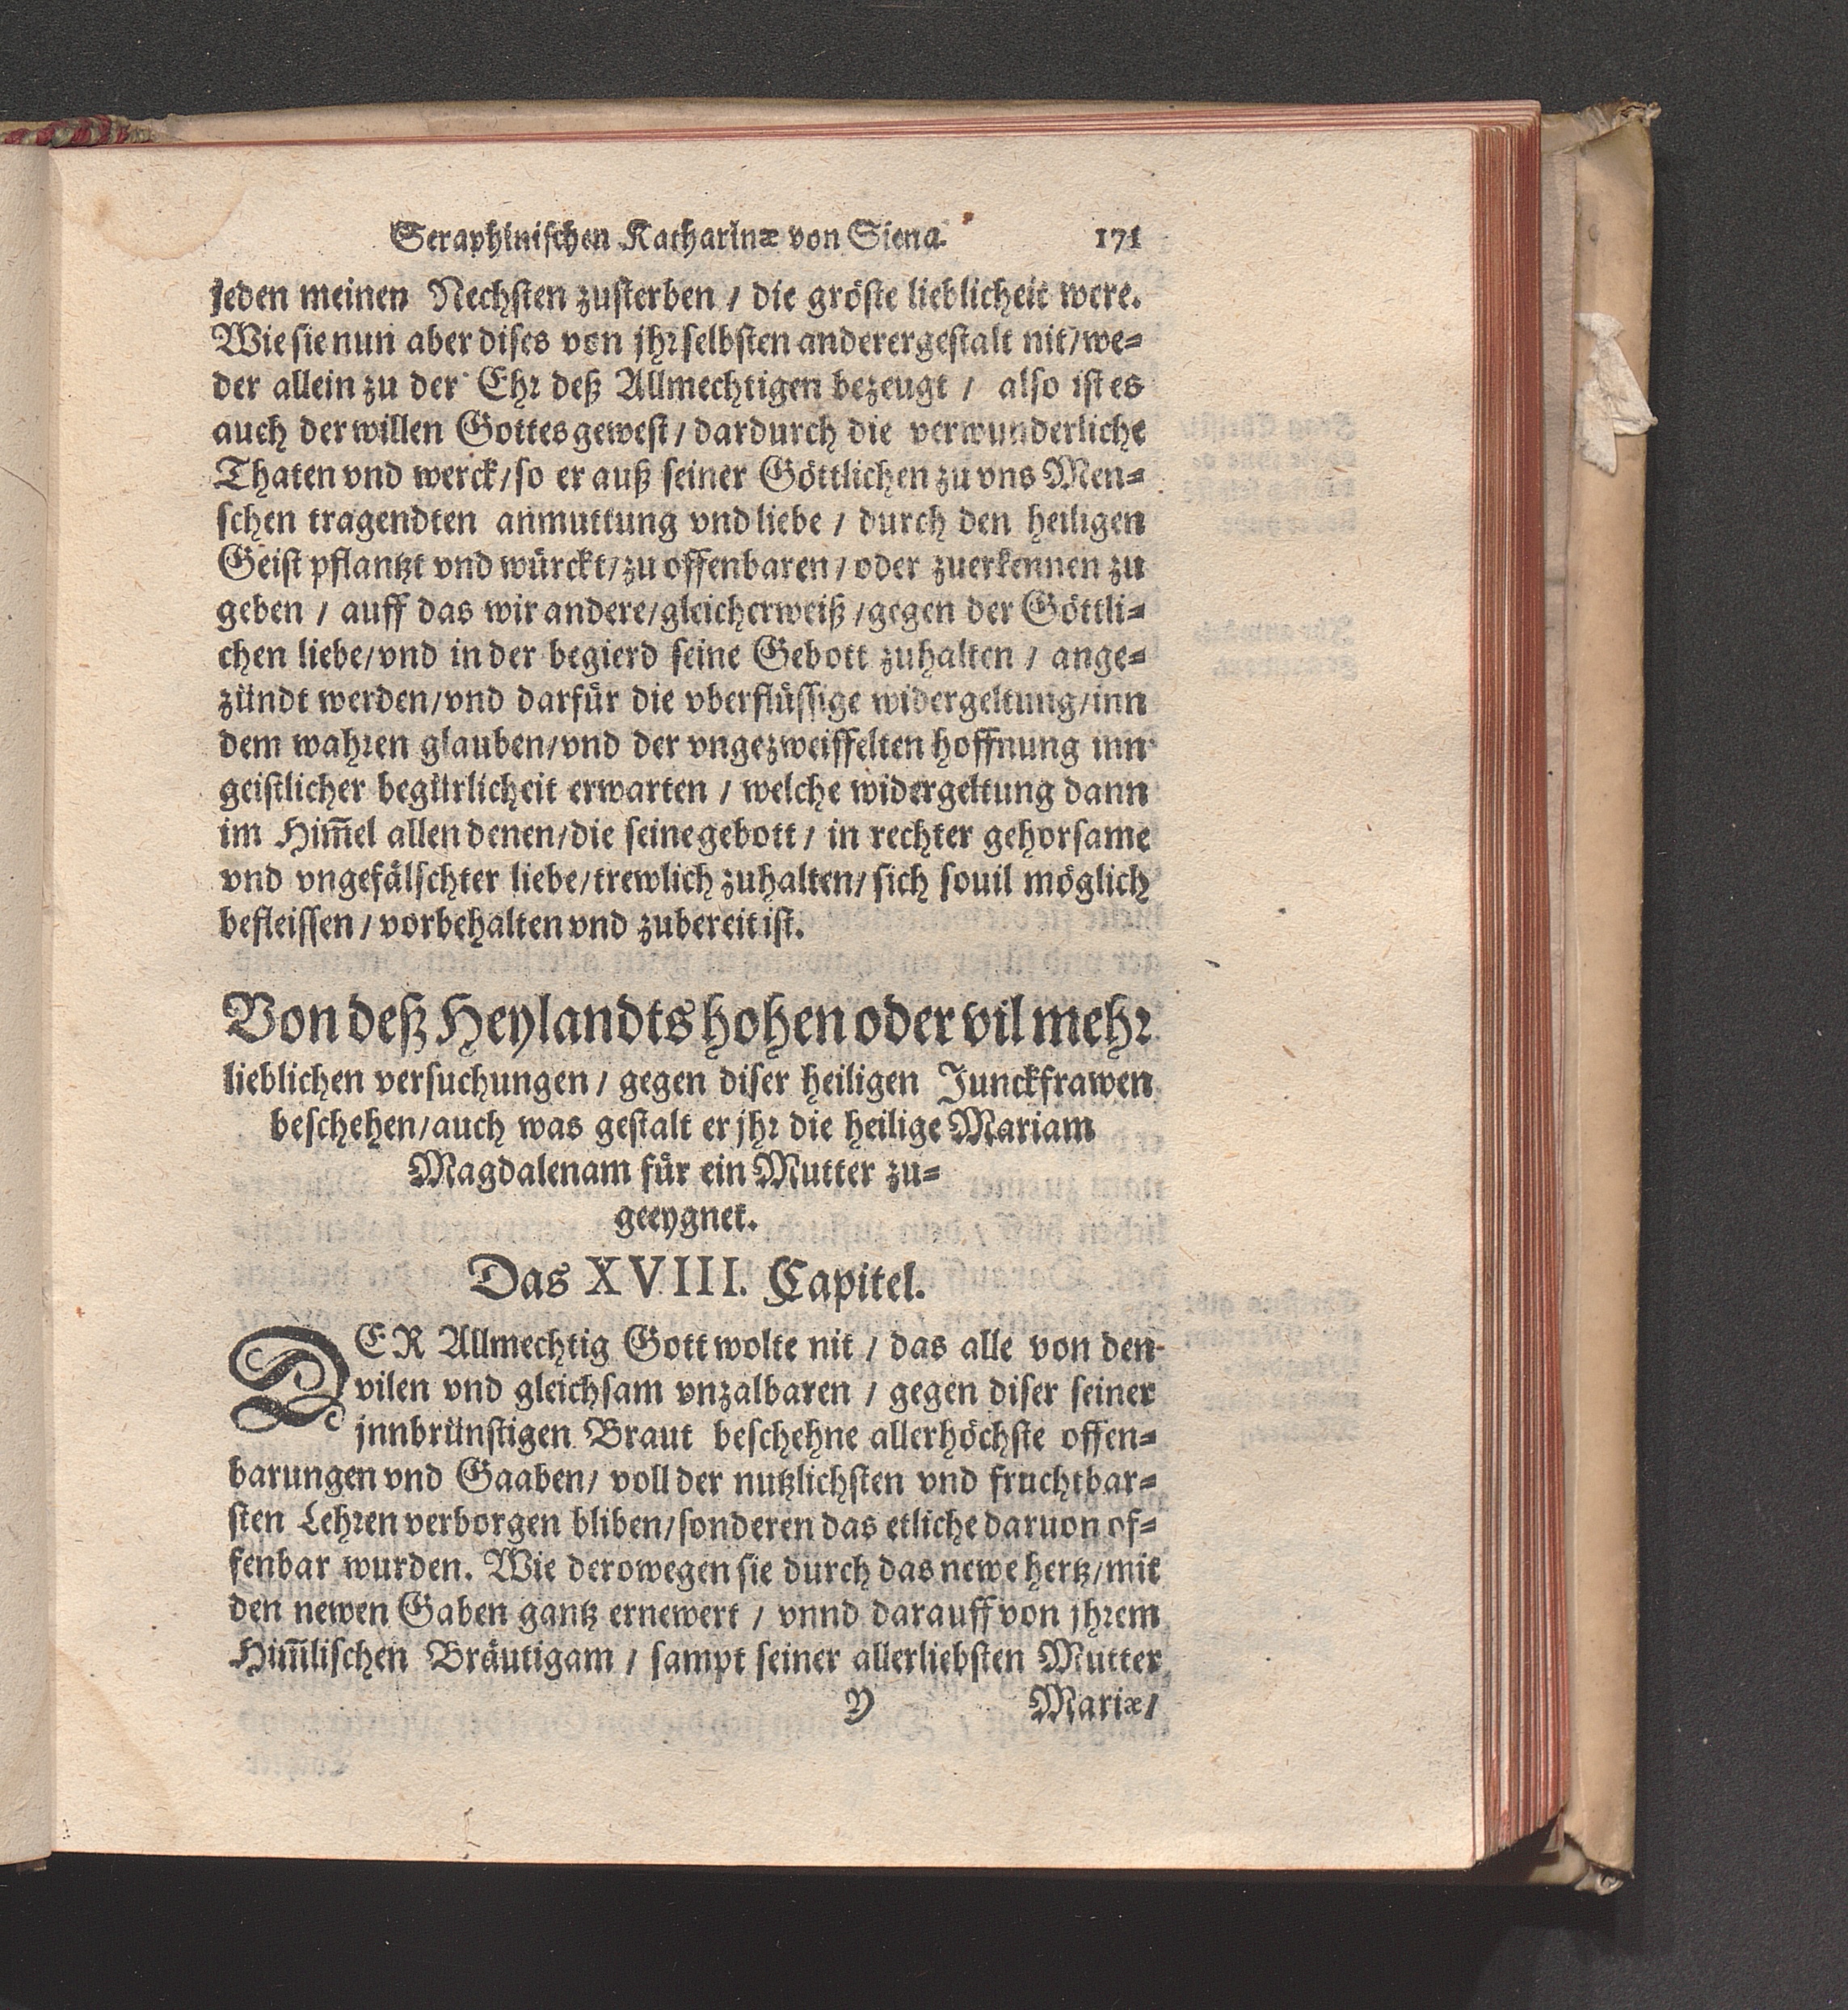 Seraphinischen Katharinæ von Siena. 171
jeden meinen Nechsten zusterben / die gröste lieblicheit were.
Wie sie nun aber dises von jhr selbsten anderergestalt nit / we-
der allein zu der Ehr deß Allmechtigen bezeugt / also ist es
auch der willen Gottes gewest / dardurch die verwunderliche
Thaten vnd werck / so er auß seiner Göttlichen zu vns Men-
schen tragendten anmuttung vnd liebe / durch den heiligen
Geist pflantzt vnd würckt / zu offenbaren / oder zuerkennen zu
geben / auff das wir andere / gleicherweiß / gegen der Göttli-
chen liebe / vnd in der begierd seine Gebott zuhalten / ange-
zündt werden / vnd darfür die vberflüssige widergeltung / inn
dem wahren glauben / vnd der vngezweiffelten hoffnung inn
geistlicher begürlicheit erwarten / welche widergeltung dann
im Him̄el allen denen / die seine gebott / in rechter gehorsame
vnd vngefälschter liebe / trewlich zuhalten / sich souil möglich
befleissen / vorbehalten vnd zubereit ist.
Von deß Heylandts hohen oder vil mehr
lieblichen versuchungen / gegen diser heiligen Junckfrawen
beschehen / auch was gestalt er jhr die heilige Mariam
Magdalenam für ein Mutter zu-
geeygnet.
Das XVIII. Capitel.
DER Allmechtig Gott wolte nit / das alle von den
vilen vnd gleichsam vnzalbaren / gegen diser seiner
jnnbrünstigen Braut beschehne allerhöchste offen-
barungen vnd Gaaben / voll der nutzlichsten vnd fruchtbar-
sten Lehren verborgen bliben / sonderen das etliche daruon of-
fenbar wurden. Wie derowegen sie durch das newe hertz / mit
den newen Gaben gantz ernewert / vnnd darauff von jhrem
Him̄lischen Bräutigam / sampt seiner allerliebsten Mutter
Y Mariæ /